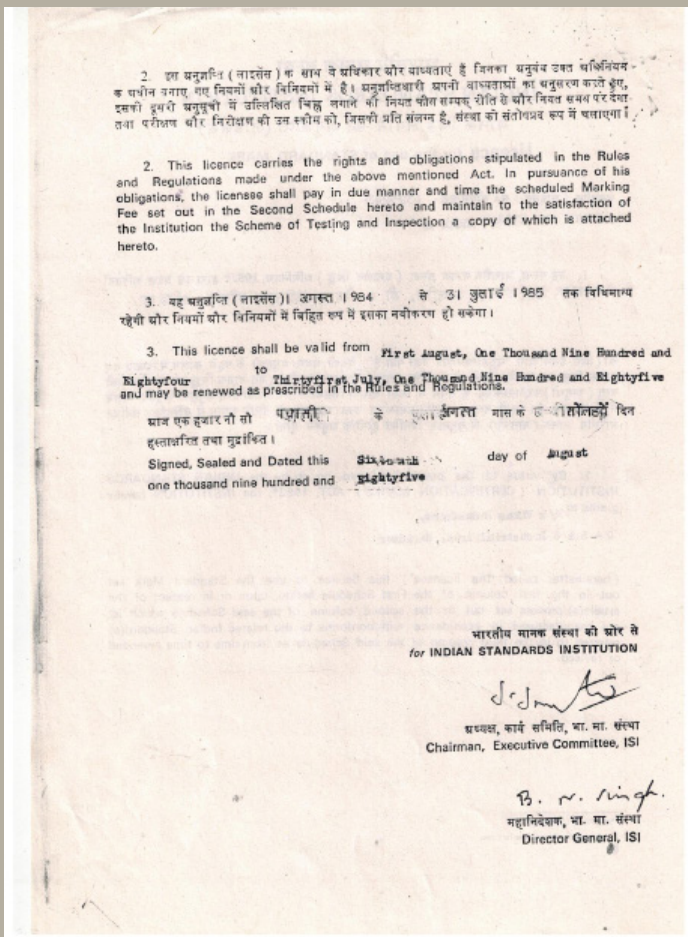 2. इस अनुज्ञप्ति ( लाइसेंस ) के साथ वे अधिकार और बाध्यताएं हैं जिनका अनुबंध उक्त अधिनियम
के अधीन बनाए गए नियमों और विनियमों में है। अनुज्ञप्तिधारी अपनी बाध्यताओं का अनुसरण करते हुए,
इसकी दूसरी अनुसूची में उल्लिखित चिह्न लगाने की नियत फीस सम्यक् रीति से और नियत समय पर देगा
तथा परीक्षण और निरीक्षण की उन स्कीम को, जिसकी प्रति संलग्न है, संस्था को संतोषप्रद रूप में चलाएगा।
2. This licence carries the rights and obligations stipulated in the Rules
and Regulations made under the above mentioned Act. In pursuance of his
obligations, the licensee shall pay in due manner and time the scheduled Marking
Fee set out in the Second Schedule hereto and maintain to the satisfaction of
the Institution the Scheme of Testing and Inspection a copy of which is attached
hereto.
3. यह अनुज्ञप्ति ( लाइसेंस )। अगस्त । 984 से 3। जुलाई । 985 तक विधिमान्य
रहेगी और नियमों और विनियमों में विहित रूप में इसका नवीकरण हो सकेगा।
3. This licence shall be valid from First August, One Thousand Nine Hundred and
Eightyfour to Thirtyfirst July, One Thousand Nine Hundred and Eightyfive
and may be renewed as prescribed in the Rules and Regulations.
आज एक हजार नौ सौ के अगस्त मास के सोलहवें दिन
हस्ताक्षरित तथा मुद्रांकित।
Signed, Sealed and Dated this Sixteenth day of August
one thousand nine hundred and eightyfive
भारतीय मानक संस्था की ओर से
for INDIAN STANDARDS INSTITUTION
अध्यक्ष, कार्य समिति, भा. मा. संस्था
Chairman, Executive Committee, ISI
B. N. Singh.
महानिदेशक, भा. मा. संस्था
Director General, ISI